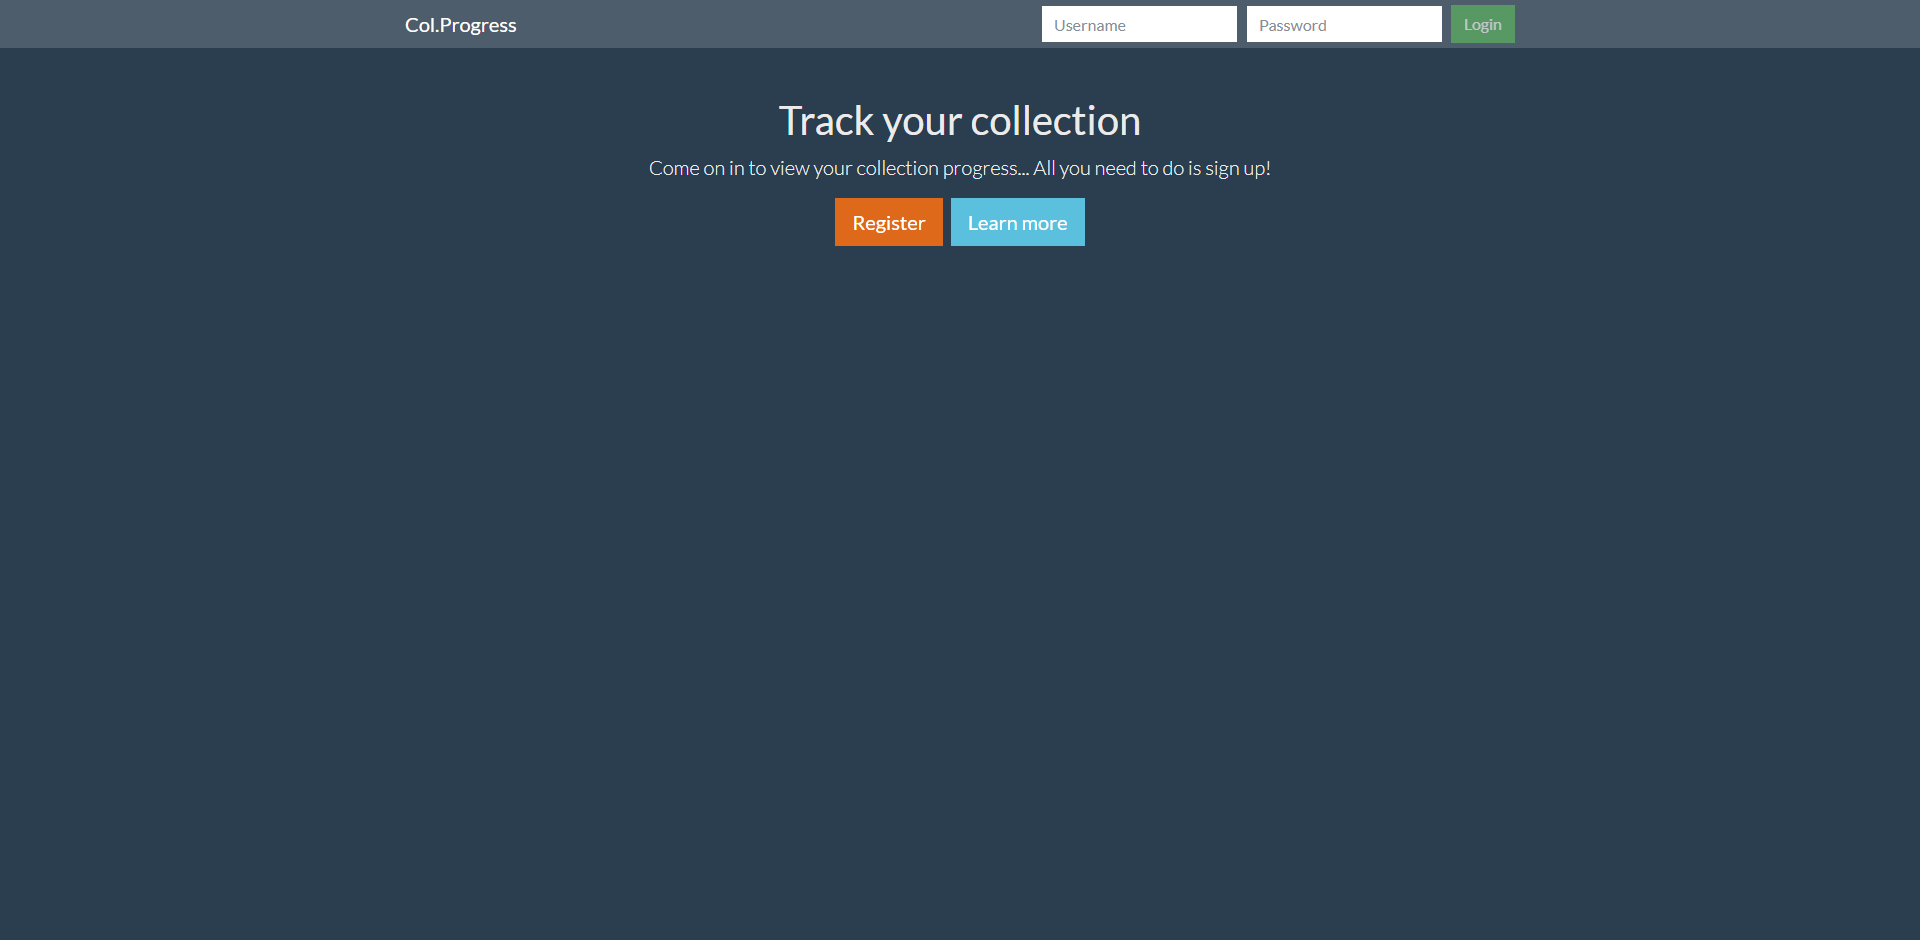 Col.Progress Username Password Login
Track your collection
Come on in to view your collection progress... All you need to do is sign up!
Register Learn more